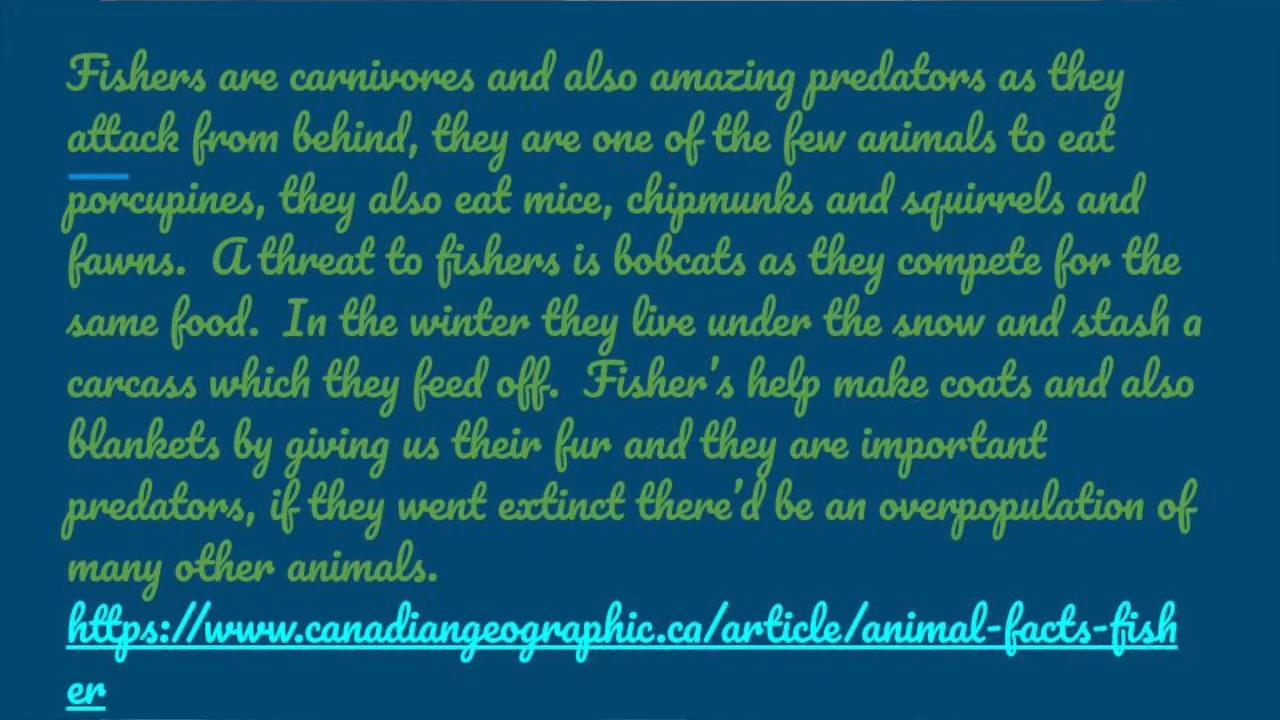 Fishers are carnivores and also amazing predators as they
attack from behind, they are one of the few animals to eat
porcupines, they also eat mice, chipmunks and squirrels and
fawns.  A threat to fishers is bobcats as they compete for the
same food.  In the winter they live under the snow and stash a
carcass which they feed off.  Fisher's help make coats and also
blankets by giving us their fur and they are important
predators, if they went extinct there'd be an overpopulation of
many other animals.
https://www.canadiangeographic.ca/article/animal-facts-fish
er